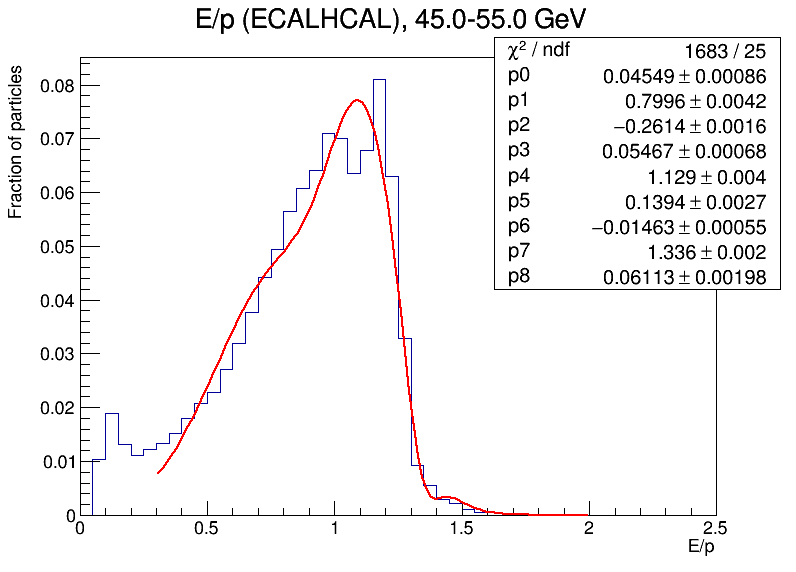 E/p (ECALHCAL), 45.0-55.0 GeV
χ² / ndf 1683 / 25
p0 0.04549 ± 0.00086
p1 0.7996 ± 0.0042
p2 −0.2614 ± 0.0016
p3 0.05467 ± 0.00068
p4 1.129 ± 0.004
p5 0.1394 ± 0.0027
p6 −0.01463 ± 0.00055
p7 1.336 ± 0.002
p8 0.06113 ± 0.00198
Fraction of particles
0.08
0.07
0.06
0.05
0.04
0.03
0.02
0.01
0
0 0.5 1 1.5 2 2.5
E/p